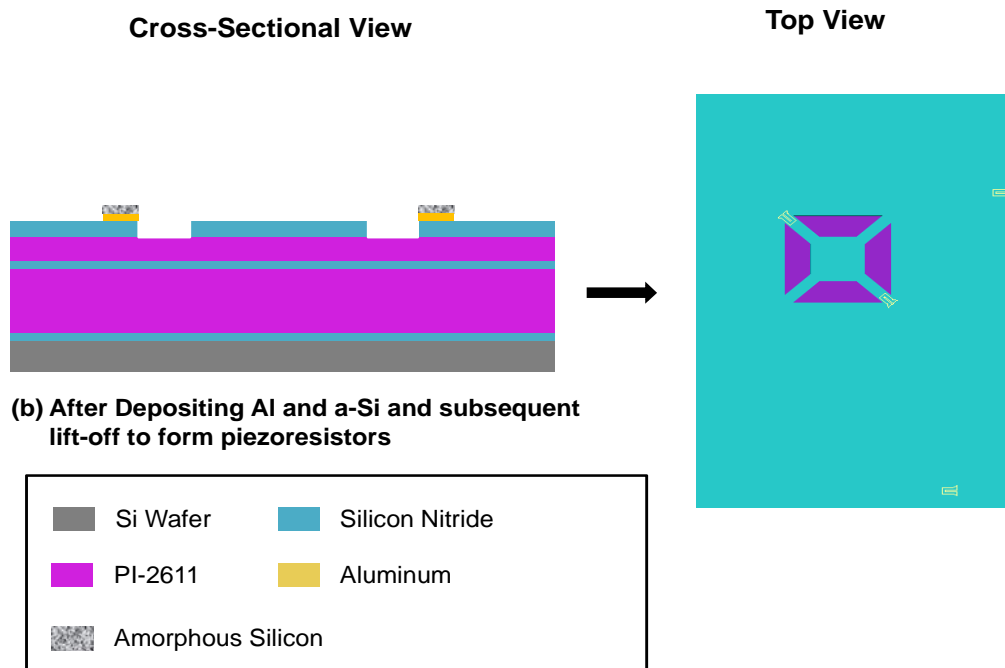 Cross-Sectional View
Top View
(b) After Depositing Al and a-Si and subsequent
lift-off to form piezoresistors
Si Wafer
Silicon Nitride
PI-2611
Aluminum
Amorphous Silicon